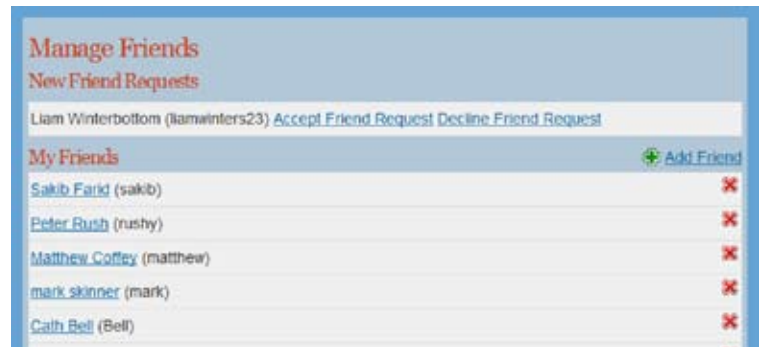 Manage Friends
New Friend Requests
Liam Winterbottom (liamwinters23) Accept Friend Request Decline Friend Request
My Friends Add Friend
Sakib Farid (sakib)
Peter Rush (rushy)
Matthew Coffey (matthew)
mark skinner (mark)
Cath Bell (Bell)